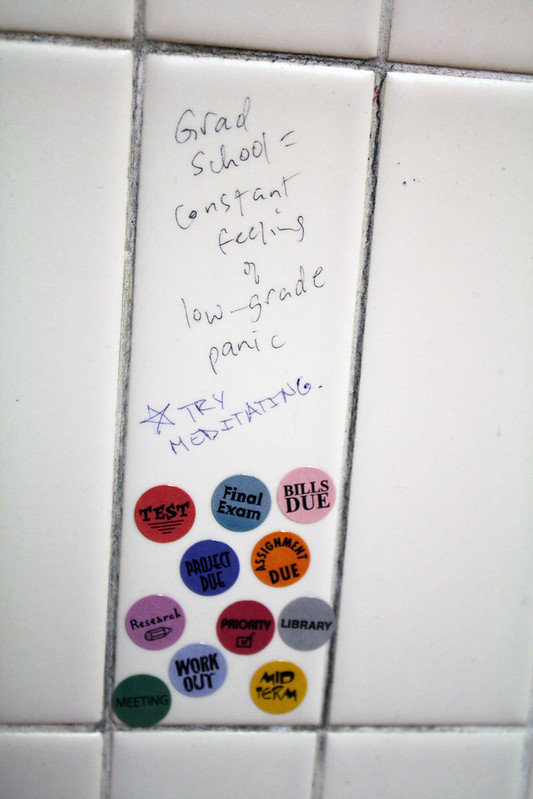 Grad
School =
Constant
feeling
of
low-grade
panic
☆ TRY
MEDITATING.
TEST
Final
Exam
BILLS
DUE
PROJECT
DUE
ASSIGNMENT
DUE
Research
PRIORITY
LIBRARY
WORK
OUT
MID
TERM
MEETING